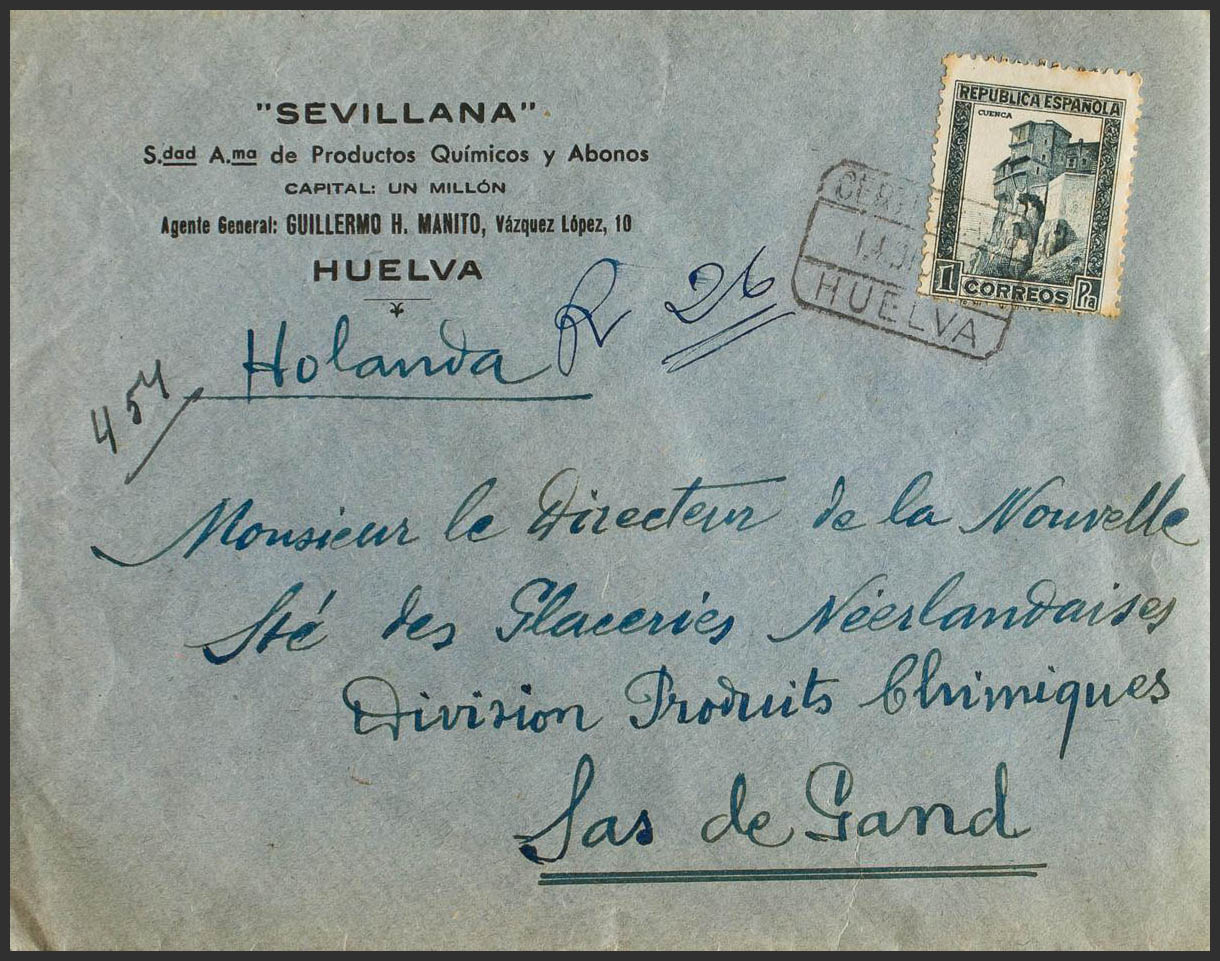 "SEVILLANA"
S.dad A.ma de Productos Químicos y Abonos
CAPITAL: UN MILLÓN
Agente General: GUILLERMO H. MANITO, Vázquez López, 10
HUELVA
REPUBLICA ESPAÑOLA
CUENCA
1 CORREOS Pta
HUELVA
R 26
Holanda
454
Monsieur le Directeur de la Nouvelle
Sté des Glaceries Néerlandaises
Division Produits Chimiques
Sas de Gand